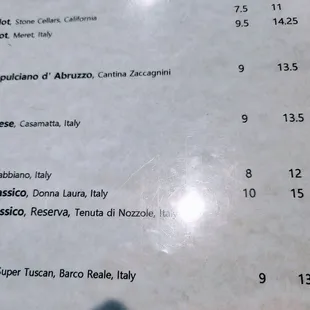 lot, Stone Cellars, California 7.5 11
ot, Meret, Italy 9.5 14.25
pulciano d' Abruzzo, Cantina Zaccagnini 9 13.5
ese, Casamatta, Italy 9 13.5
abbiano, Italy 8 12
assico, Donna Laura, Italy 10 15
ssico, Reserva, Tenuta di Nozzole, Italy
Super Tuscan, Barco Reale, Italy 9 13